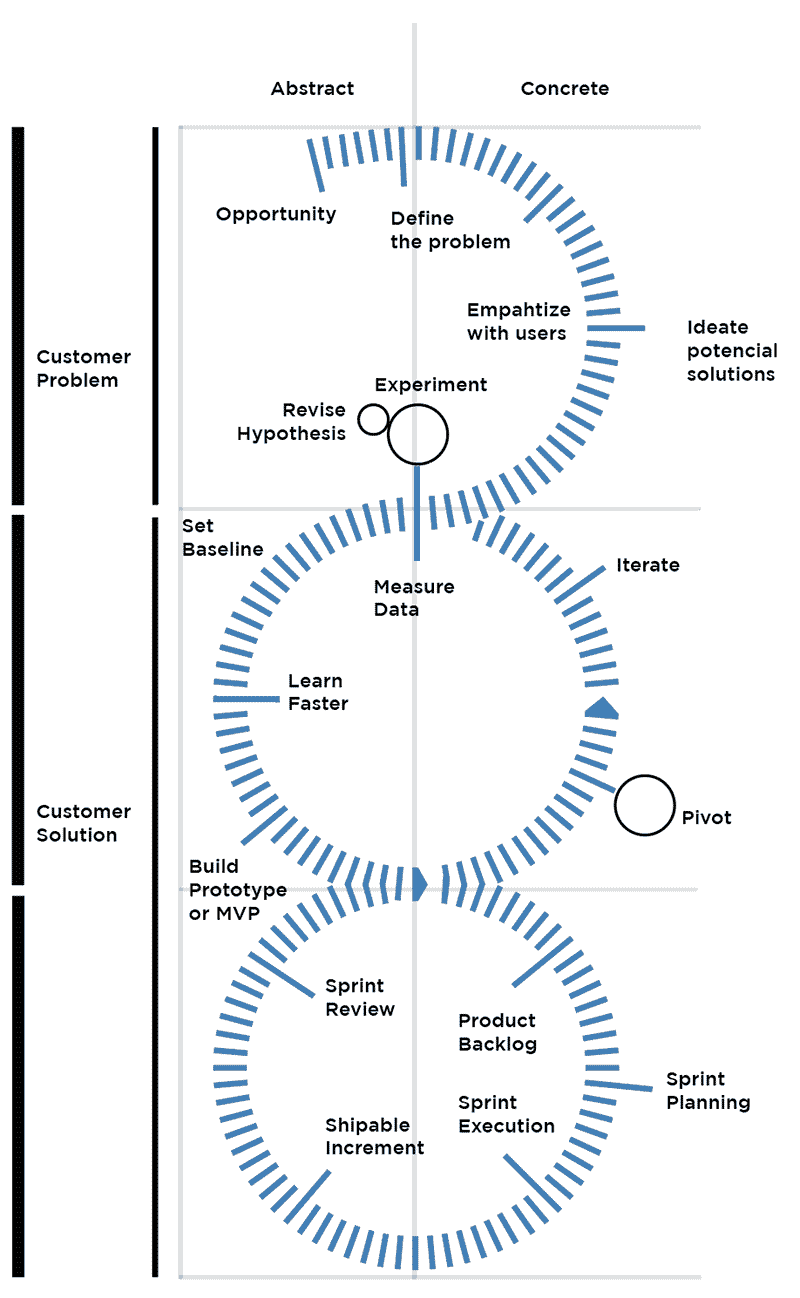 Abstract
Concrete
Opportunity
Define
the problem
Empahtize
with users
Ideate
potencial
solutions
Customer
Problem
Experiment
Revise
Hypothesis
Set
Baseline
Measure
Data
Iterate
Learn
Faster
Customer
Solution
Pivot
Build
Prototype
or MVP
Sprint
Review
Product
Backlog
Sprint
Planning
Sprint
Execution
Shipable
Increment